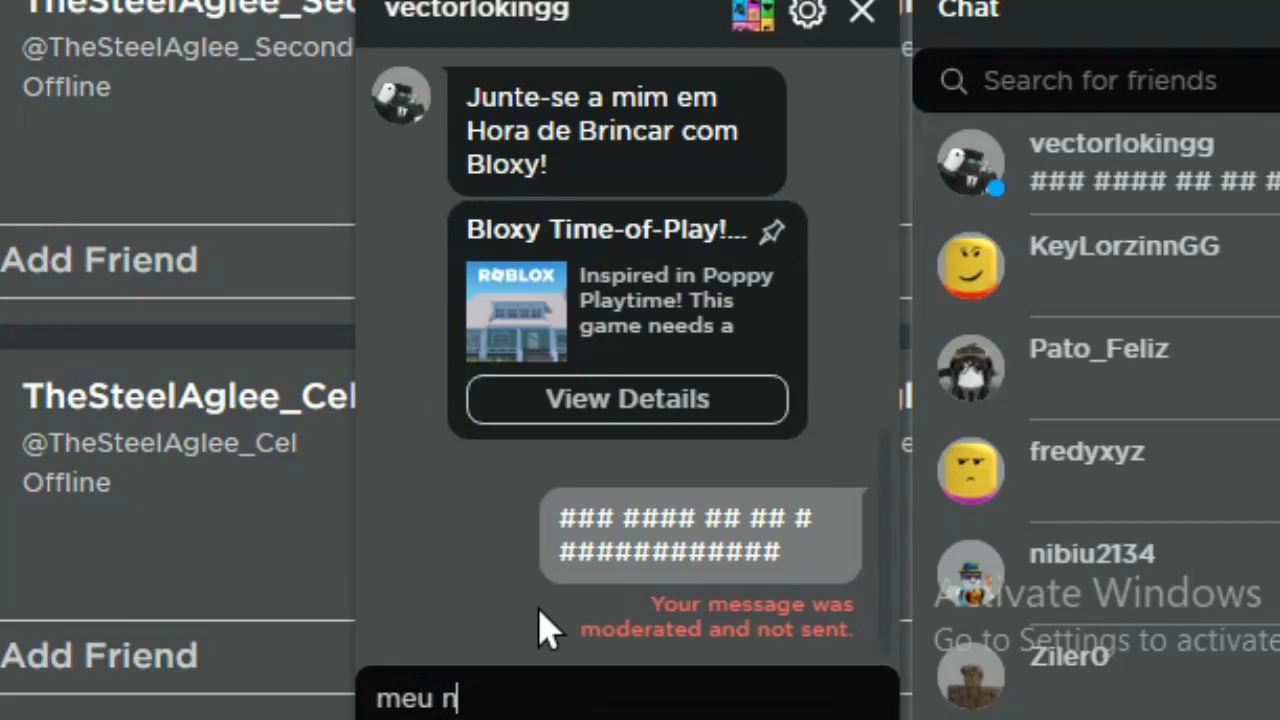 TheSteelAglee_Sec
@TheSteelAglee_Second
Offline
Add Friend
TheSteelAglee_Cel
@TheSteelAglee_Cel
Offline
Add Friend
vectorlokingg
Junte-se a mim em
Hora de Brincar com
Bloxy!
Bloxy Time-of-Play!...
ROBLOX
Inspired in Poppy
Playtime! This
game needs a
View Details
### #### ## ## #
############
Your message was
moderated and not sent.
meu n
Chat
Search for friends
vectorlokingg
### #### ## ## #
KeyLorzinnGG
Pato_Feliz
fredyxyz
nibiu2134
Activate Windows
Go to Settings to activate
Ziler0